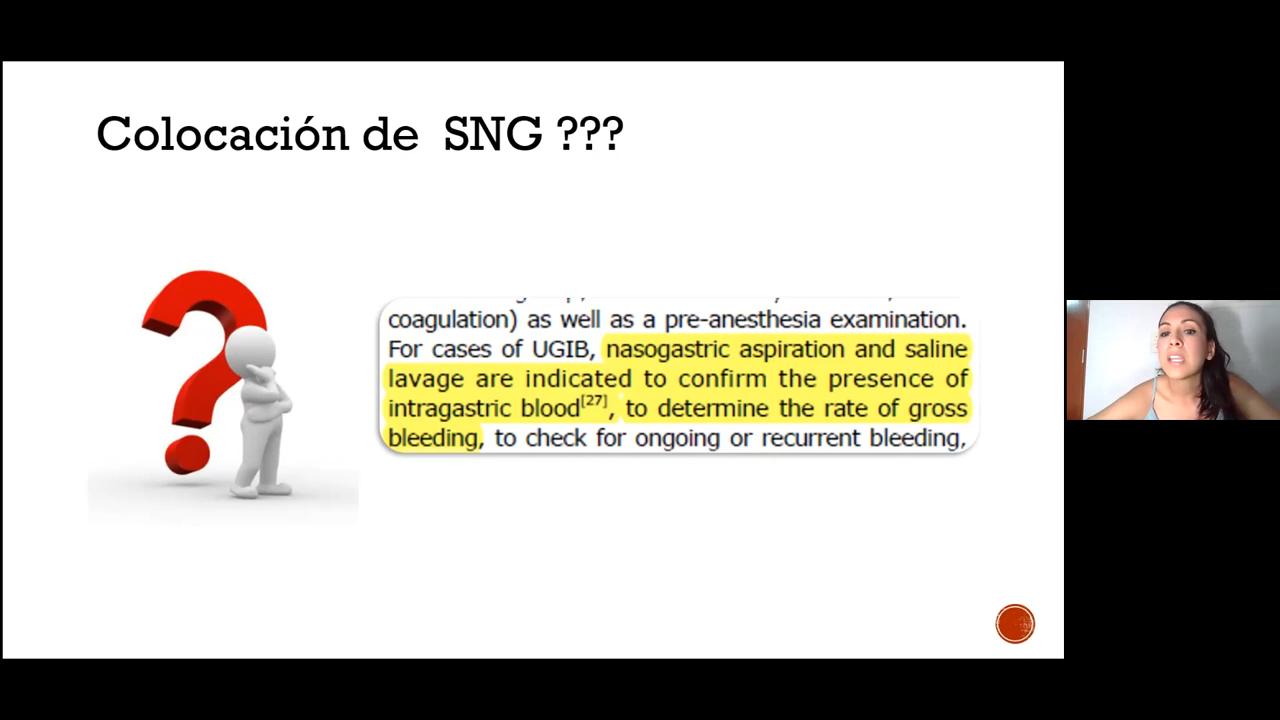 Colocación de SNG ???
coagulation) as well as a pre-anesthesia examination.
For cases of UGIB, nasogastric aspiration and saline
lavage are indicated to confirm the presence of
intragastric blood[27], to determine the rate of gross
bleeding, to check for ongoing or recurrent bleeding,